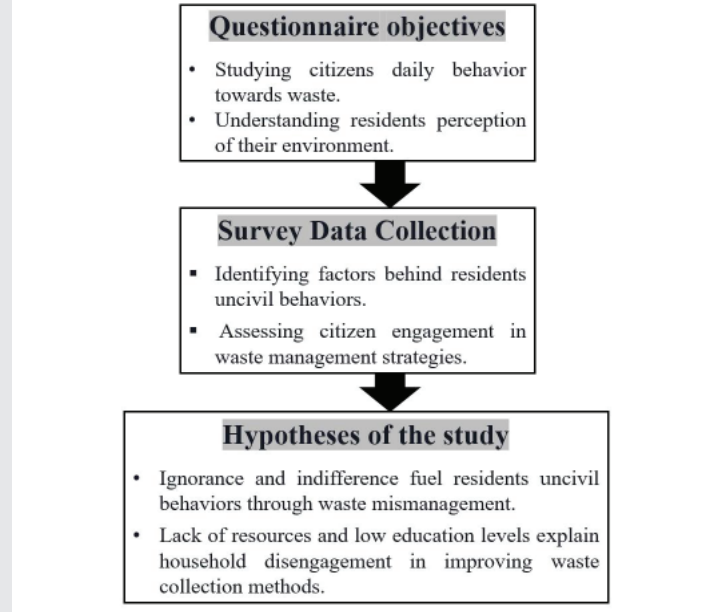 Questionnaire objectives
• Studying citizens daily behavior
towards waste.
• Understanding residents perception
of their environment.
Survey Data Collection
▪ Identifying factors behind residents
uncivil behaviors.
▪ Assessing citizen engagement in
waste management strategies.
Hypotheses of the study
• Ignorance and indifference fuel residents uncivil
behaviors through waste mismanagement.
• Lack of resources and low education levels explain
household disengagement in improving waste
collection methods.